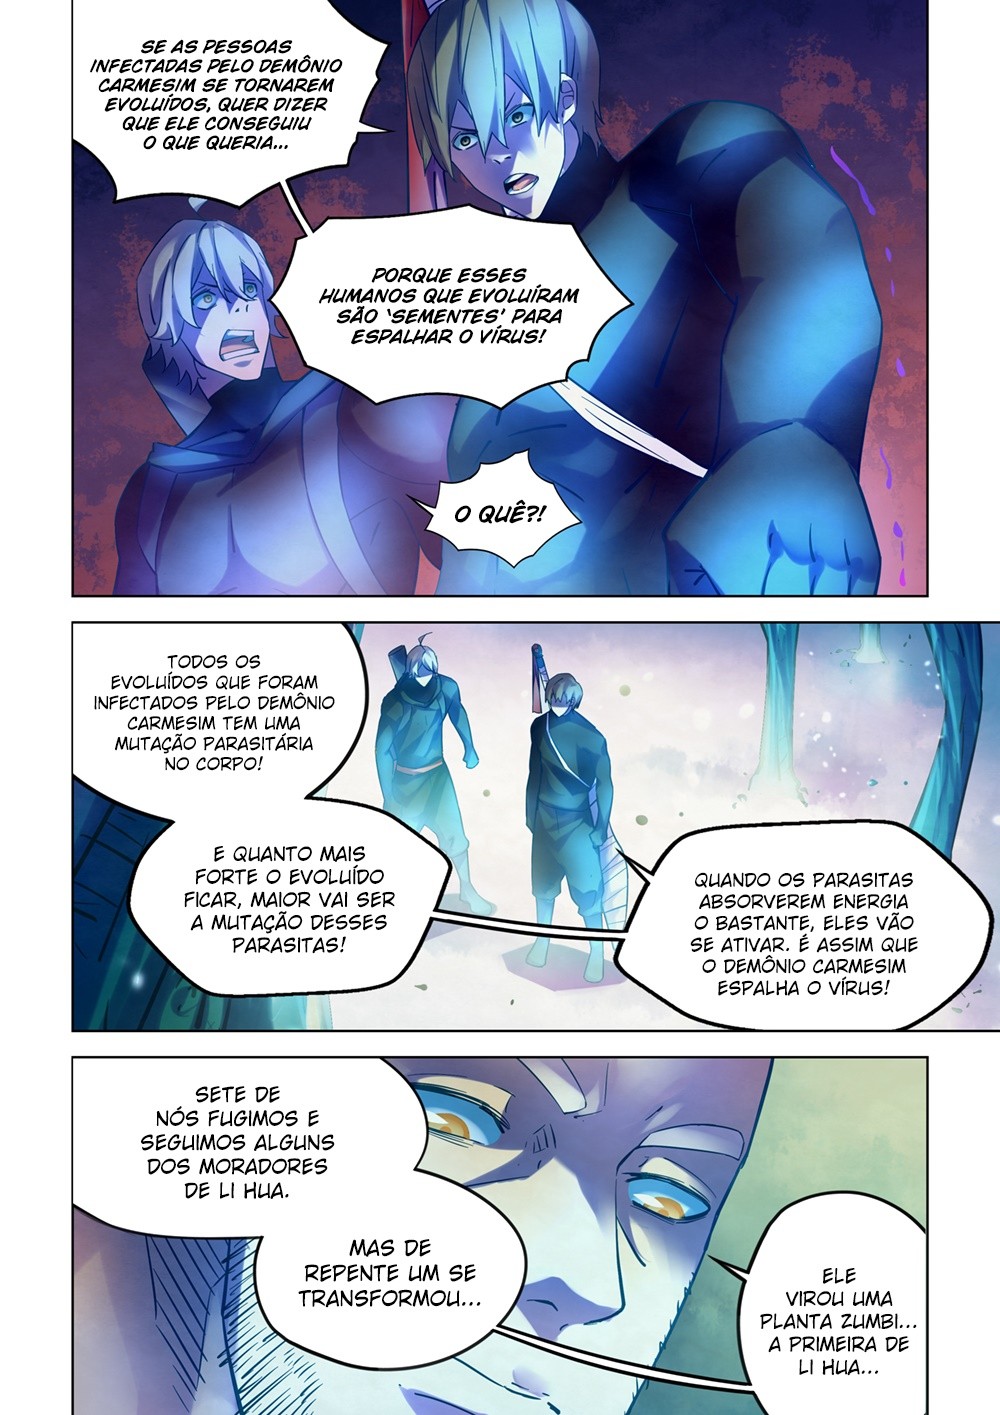 SE AS PESSOAS
INFECTADAS PELO DEMÔNIO
CARMESIM SE TORNAREM
EVOLUÍDOS, QUER DIZER
QUE ELE CONSEGUIU
O QUE QUERIA...
PORQUE ESSES
HUMANOS QUE EVOLUÍRAM
SÃO 'SEMENTES' PARA
ESPALHAR O VÍRUS!
O QUÊ?!
TODOS OS
EVOLUÍDOS QUE FORAM
INFECTADOS PELO DEMÔNIO
CARMESIM TEM UMA
MUTAÇÃO PARASITÁRIA
NO CORPO!
E QUANTO MAIS
FORTE O EVOLUÍDO
FICAR, MAIOR VAI SER
A MUTAÇÃO DESSES
PARASITAS!
QUANDO OS PARASITAS
ABSORVEREM ENERGIA
O BASTANTE, ELES VÃO
SE ATIVAR. É ASSIM QUE
O DEMÔNIO CARMESIM
ESPALHA O VÍRUS!
SETE DE
NÓS FUGIMOS E
SEGUIMOS ALGUNS
DOS MORADORES
DE LI HUA.
MAS DE
REPENTE UM SE
TRANSFORMOU...
ELE
VIROU UMA
PLANTA ZUMBI...
A PRIMEIRA DE
LI HUA...